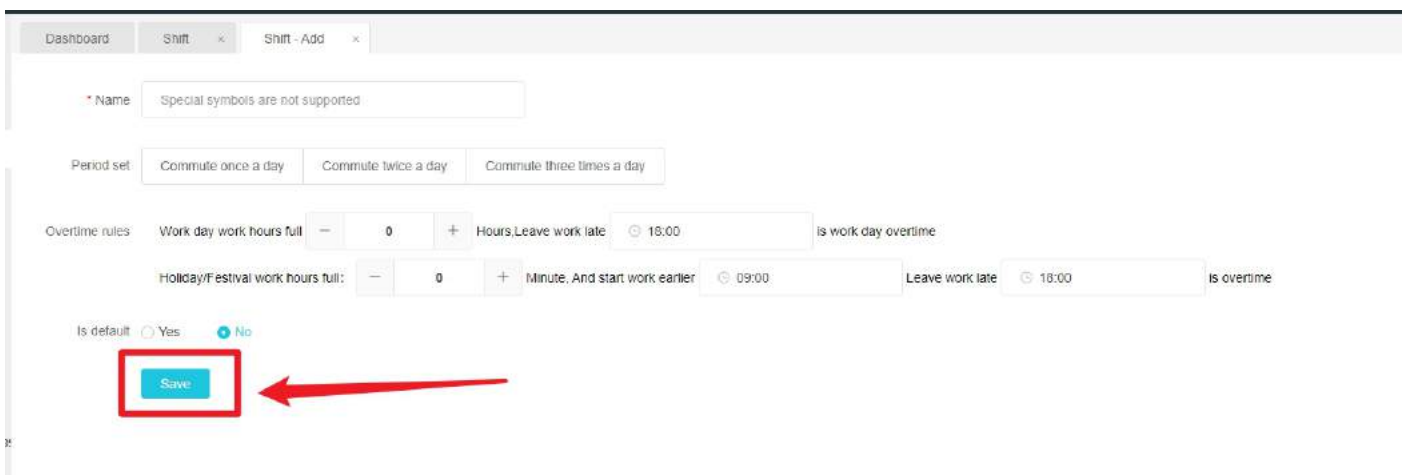 Dashboard Shift × Shift - Add ×
* Name Special symbols are not supported
Period set Commute once a day Commute twice a day Commute three times a day
Overtime rules Work day work hours full − 0 + Hours,Leave work late 18:00 is work day overtime
Holiday/Festival work hours full: − 0 + Minute, And start work earlier 09:00 Leave work late 18:00 is overtime
Is default Yes No
Save